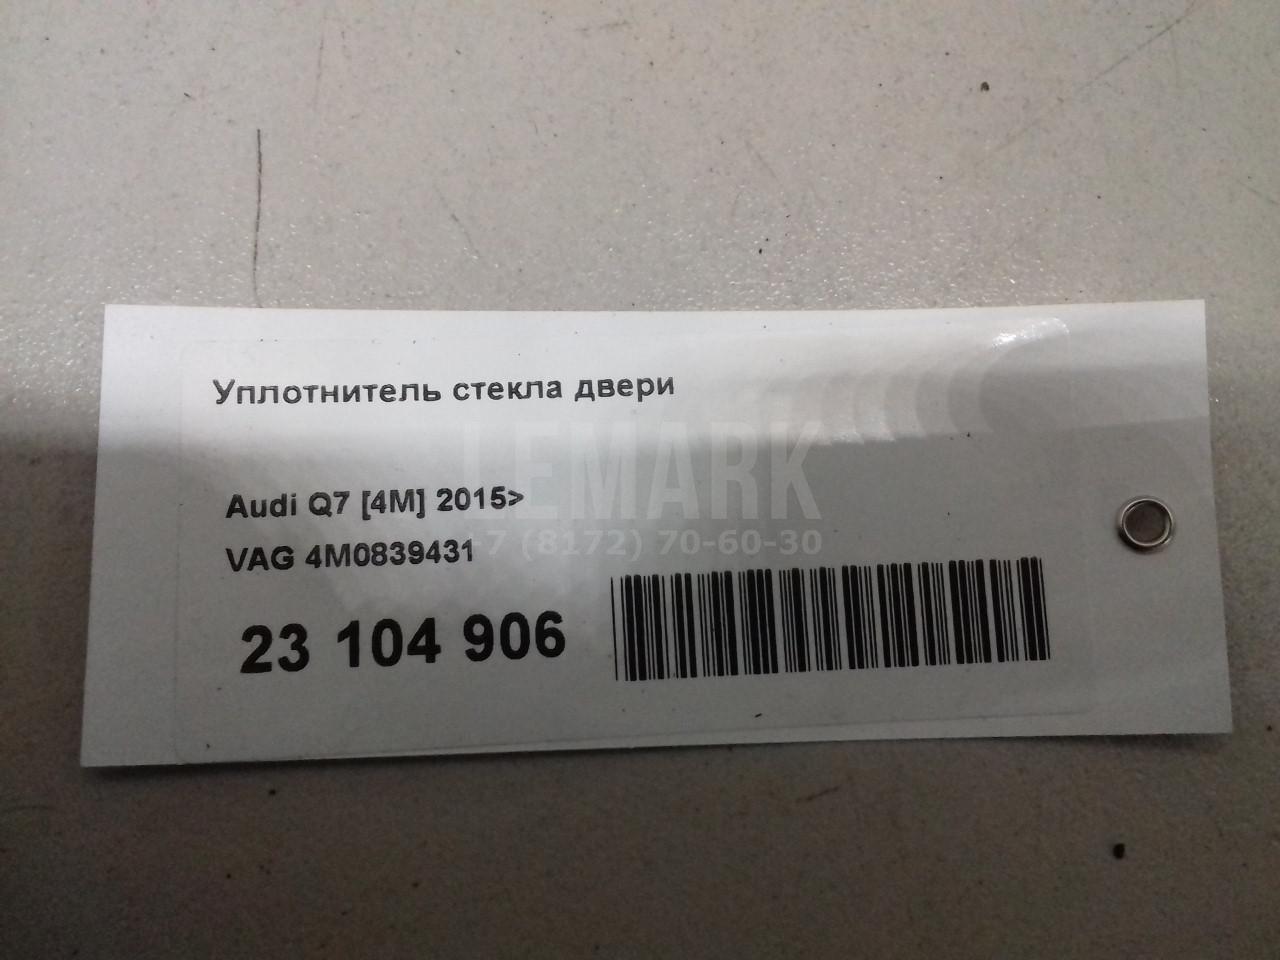 Уплотнитель стекла двери
LEMARK
Audi Q7 [4M] 2015>
+7 (8172) 70-60-30
VAG 4M0839431
23 104 906